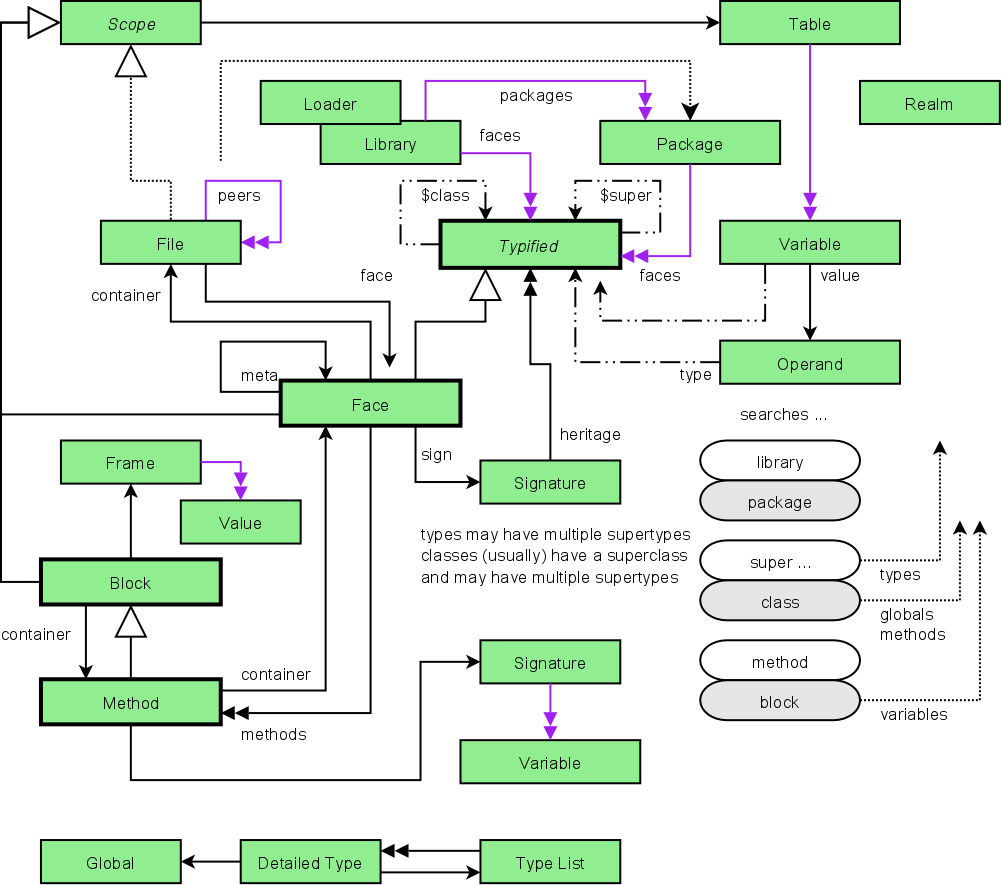 Scope
Table
Loader
packages
Realm
Library
faces
Package
peers
$class
$super
File
Typified
Variable
container
face
faces
value
meta
type
Operand
Face
searches ...
sign
heritage
Frame
library
Signature
package
Value
types may have multiple supertypes
classes (usually) have a superclass
and may have multiple supertypes
super ...
types
Block
class
globals
methods
container
method
Signature
container
Method
block
variables
methods
Variable
Global
Detailed Type
Type List